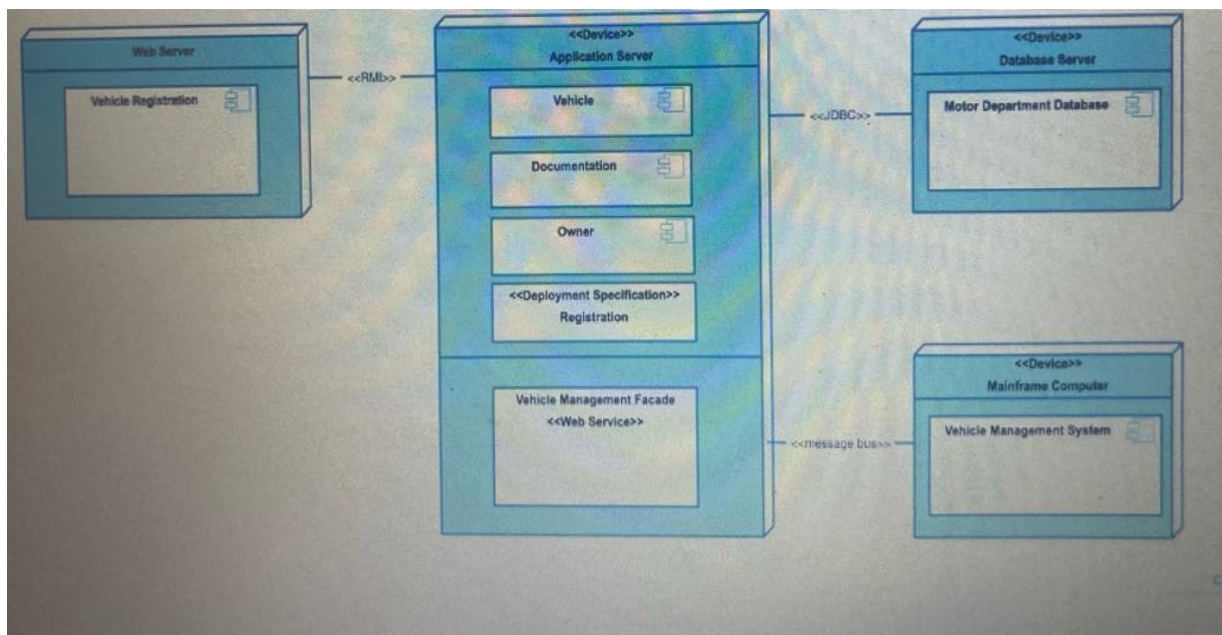 Web Server
Vehicle Registration
<<RMI>>
<<Device>>
Application Server
Vehicle
Documentation
Owner
<<Deployment Specification>>
Registration
Vehicle Management Facade
<<Web Service>>
<<JDBC>>
<<Device>>
Database Server
Motor Department Database
<<message bus>>
<<Device>>
Mainframe Computer
Vehicle Management System